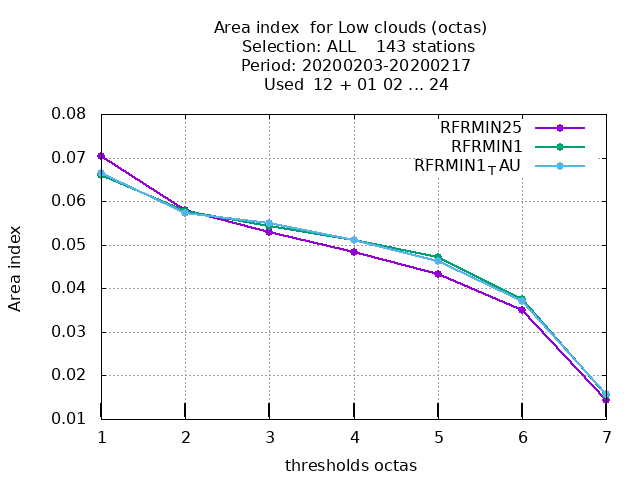 Area index  for Low clouds (octas)
Selection: ALL    143 stations
Period: 20200203-20200217
Used  12 + 01 02 ... 24
RFRMIN25
RFRMIN1
RFRMIN1TAU
0.08
0.07
0.06
0.05
0.04
0.03
0.02
0.01
Area index
1 2 3 4 5 6 7
thresholds octas